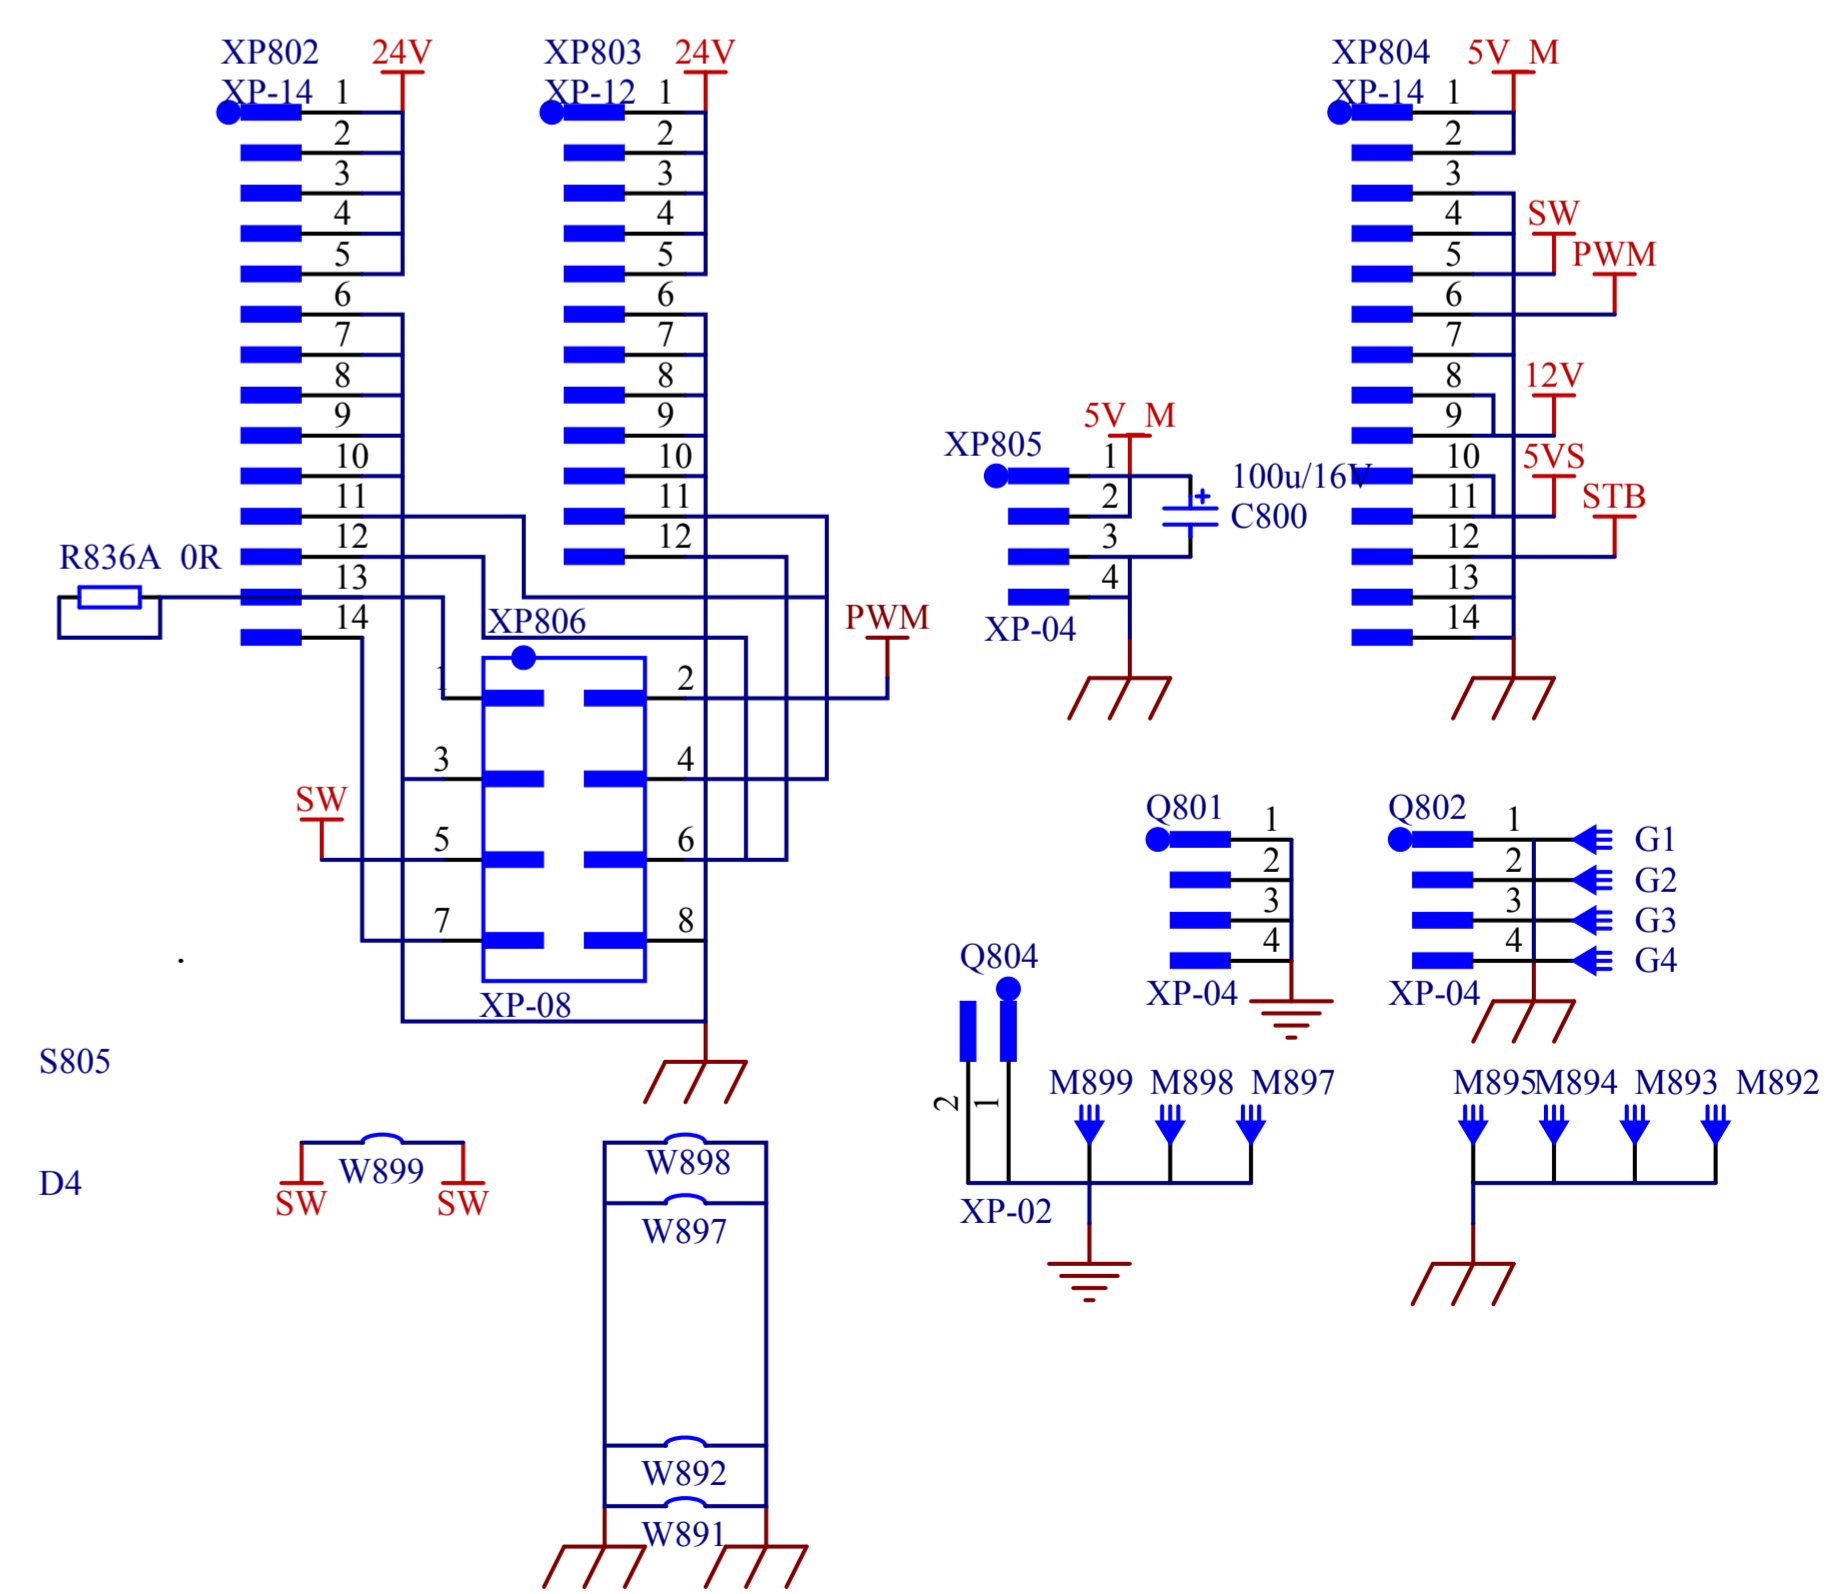 XP802
24V
XP-14
1
2
3
4
5
6
7
8
9
10
11
12
13
14
R836A 0R
XP803
24V
XP-12
1
2
3
4
5
6
7
8
9
10
11
12
XP806
1
2
3
4
5
6
7
8
XP-08
PWM
SW
XP805
5V M
1
2
3
4
XP-04
100u/16V
C800
XP804
5V M
XP-14
1
2
3
4
5
6
7
8
9
10
11
12
13
14
SW
PWM
12V
5VS
STB
Q801
1
2
3
4
XP-04
Q802
1
2
3
4
XP-04
G1
G2
G3
G4
Q804
2
1
XP-02
M899 M898 M897
M895 M894 M893 M892
S805
D4
W899
SW
SW
W898
W897
W892
W891